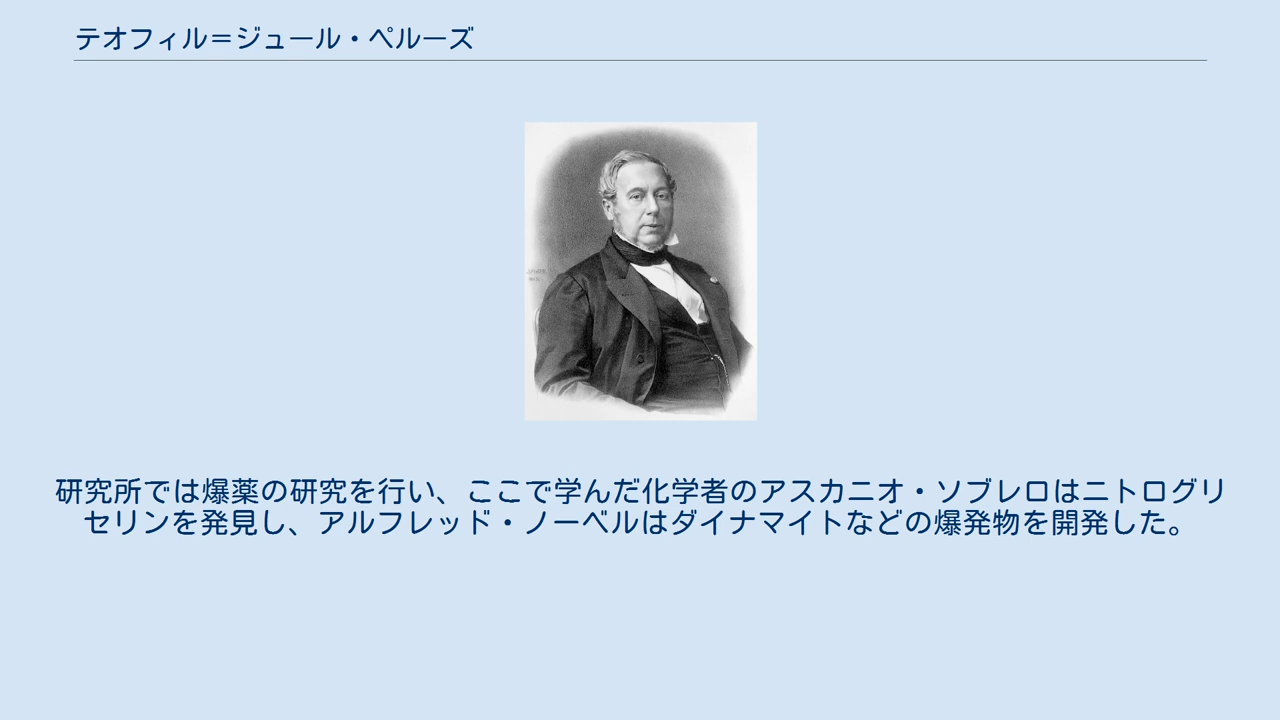 テオフィル＝ジュール・ペルーズ
研究所では爆薬の研究を行い、ここで学んだ化学者のアスカニオ・ソブレロはニトログリ
セリンを発見し、アルフレッド・ノーベルはダイナマイトなどの爆発物を開発した。